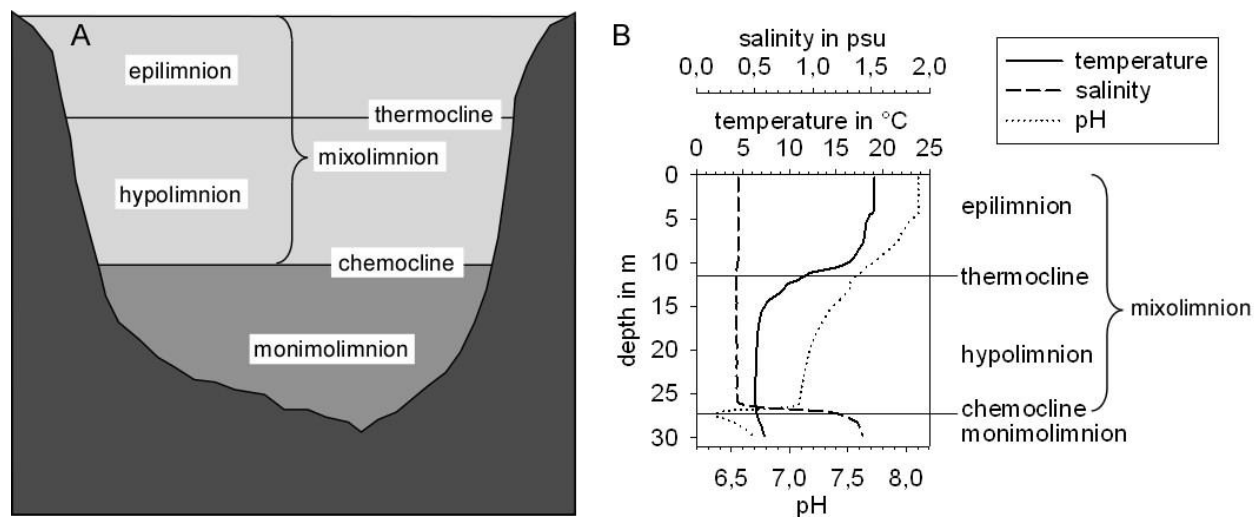 A
epilimnion
thermocline
mixolimnion
hypolimnion
chemocline
monimolimnion
B
salinity in psu
0,0 0,5 1,0 1,5 2,0
temperature in °C
0 5 10 15 20 25
temperature
salinity
pH
depth in m
0
5
10
15
20
25
30
epilimnion
thermocline
mixolimnion
hypolimnion
chemocline
monimolimnion
6,5 7,0 7,5 8,0
pH